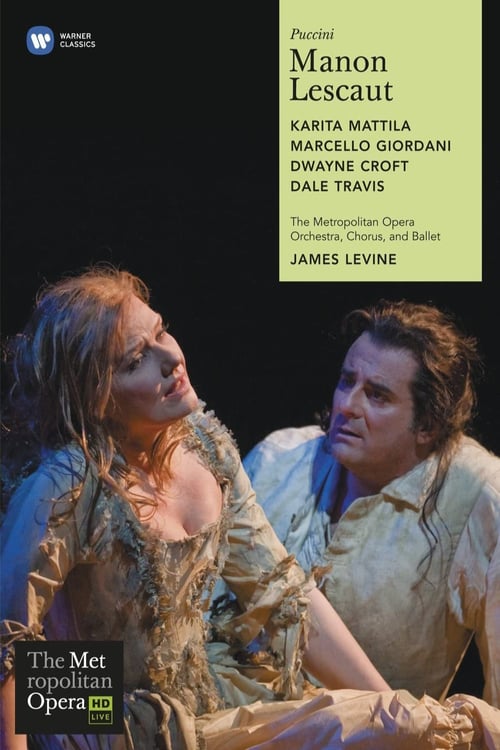 WARNER
CLASSICS
Puccini
Manon
Lescaut
KARITA MATTILA
MARCELLO GIORDANI
DWAYNE CROFT
DALE TRAVIS
The Metropolitan Opera
Orchestra, Chorus, and Ballet
JAMES LEVINE
The Met
ropolitan
Opera HD
LIVE